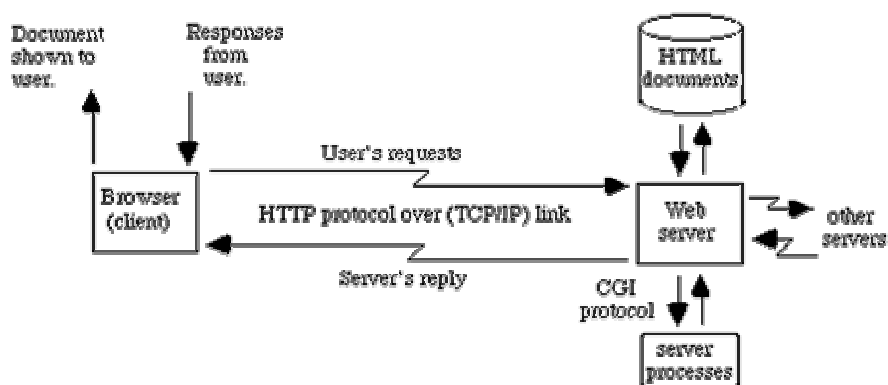 Document
shown to
user.
Responses
from
user.
HTML
documents
User's requests
Browser
(client)
HTTP protocol over (TCP/IP) link
Web
server
other
servers
Server's reply
CGI
protocol
server
processes